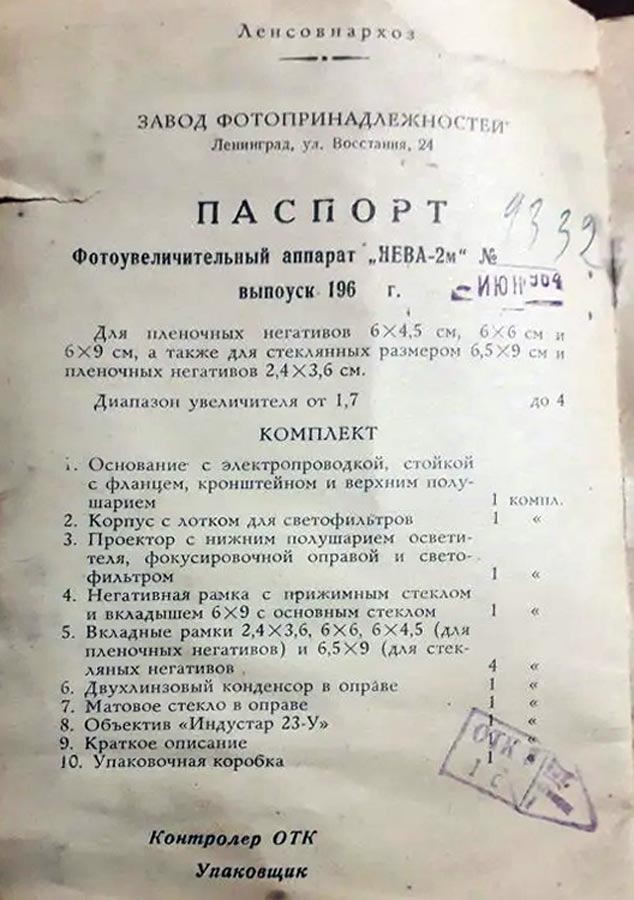 Ленсовнархоз
ЗАВОД ФОТОПРИНАДЛЕЖНОСТЕЙ
Ленинград, ул. Восстания, 24
ПАСПОРТ
Фотоувеличительный аппарат „НЕВА-2м“ № 9332
выпуск 196 г. ИЮН 964
Для пленочных негативов 6×4,5 см, 6×6 см и
6×9 см, а также для стеклянных размером 6,5×9 см и
пленочных негативов 2,4×3,6 см.
Диапазон увеличителя от 1,7 до 4
КОМПЛЕКТ
1. Основание с электропроводкой, стойкой
с фланцем, кронштейном и верхним полу-
шарием 1 компл.
2. Корпус с лотком для светофильтров 1 «
3. Проектор с нижним полушарием освети-
теля, фокусировочной оправой и свето-
фильтром 1 «
4. Негативная рамка с прижимным стеклом
и вкладышем 6×9 с основным стеклом 1 «
5. Вкладные рамки 2,4×3,6, 6×6, 6×4,5 (для
пленочных негативов) и 6,5×9 (для стек-
ляных негативов 4 «
6. Двухлинзовый конденсор в оправе 1 «
7. Матовое стекло в оправе 1 «
8. Объектив «Индустар 23-У» 1 «
9. Краткое описание «
10. Упаковочная коробка 1 «
ОТК
1 С
Контролер ОТК
Упаковщик